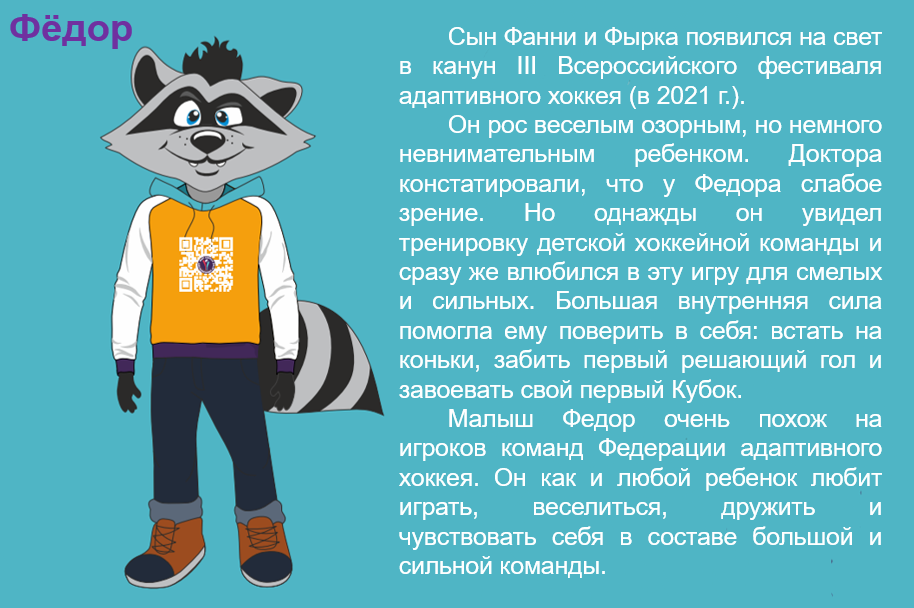 Фёдор
Сын Фанни и Фырка появился на свет
в канун III Всероссийского фестиваля
адаптивного хоккея (в 2021 г.).
Он рос веселым озорным, но немного
невнимательным ребенком. Доктора
констатировали, что у Федора слабое
зрение. Но однажды он увидел
тренировку детской хоккейной команды и
сразу же влюбился в эту игру для смелых
и сильных. Большая внутренняя сила
помогла ему поверить в себя: встать на
коньки, забить первый решающий гол и
завоевать свой первый Кубок.
Малыш Федор очень похож на
игроков команд Федерации адаптивного
хоккея. Он как и любой ребенок любит
играть, веселиться, дружить и
чувствовать себя в составе большой и
сильной команды.